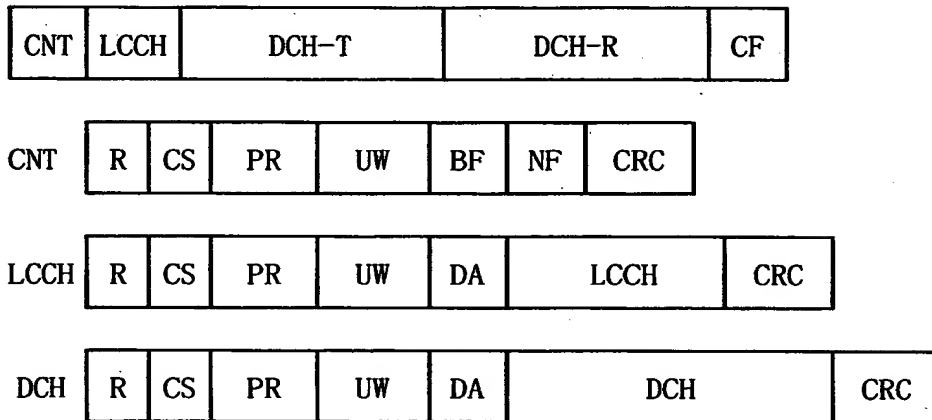 CNT LCCH DCH-T DCH-R CF
CNT R CS PR UW BF NF CRC
LCCH R CS PR UW DA LCCH CRC
DCH R CS PR UW DA DCH CRC